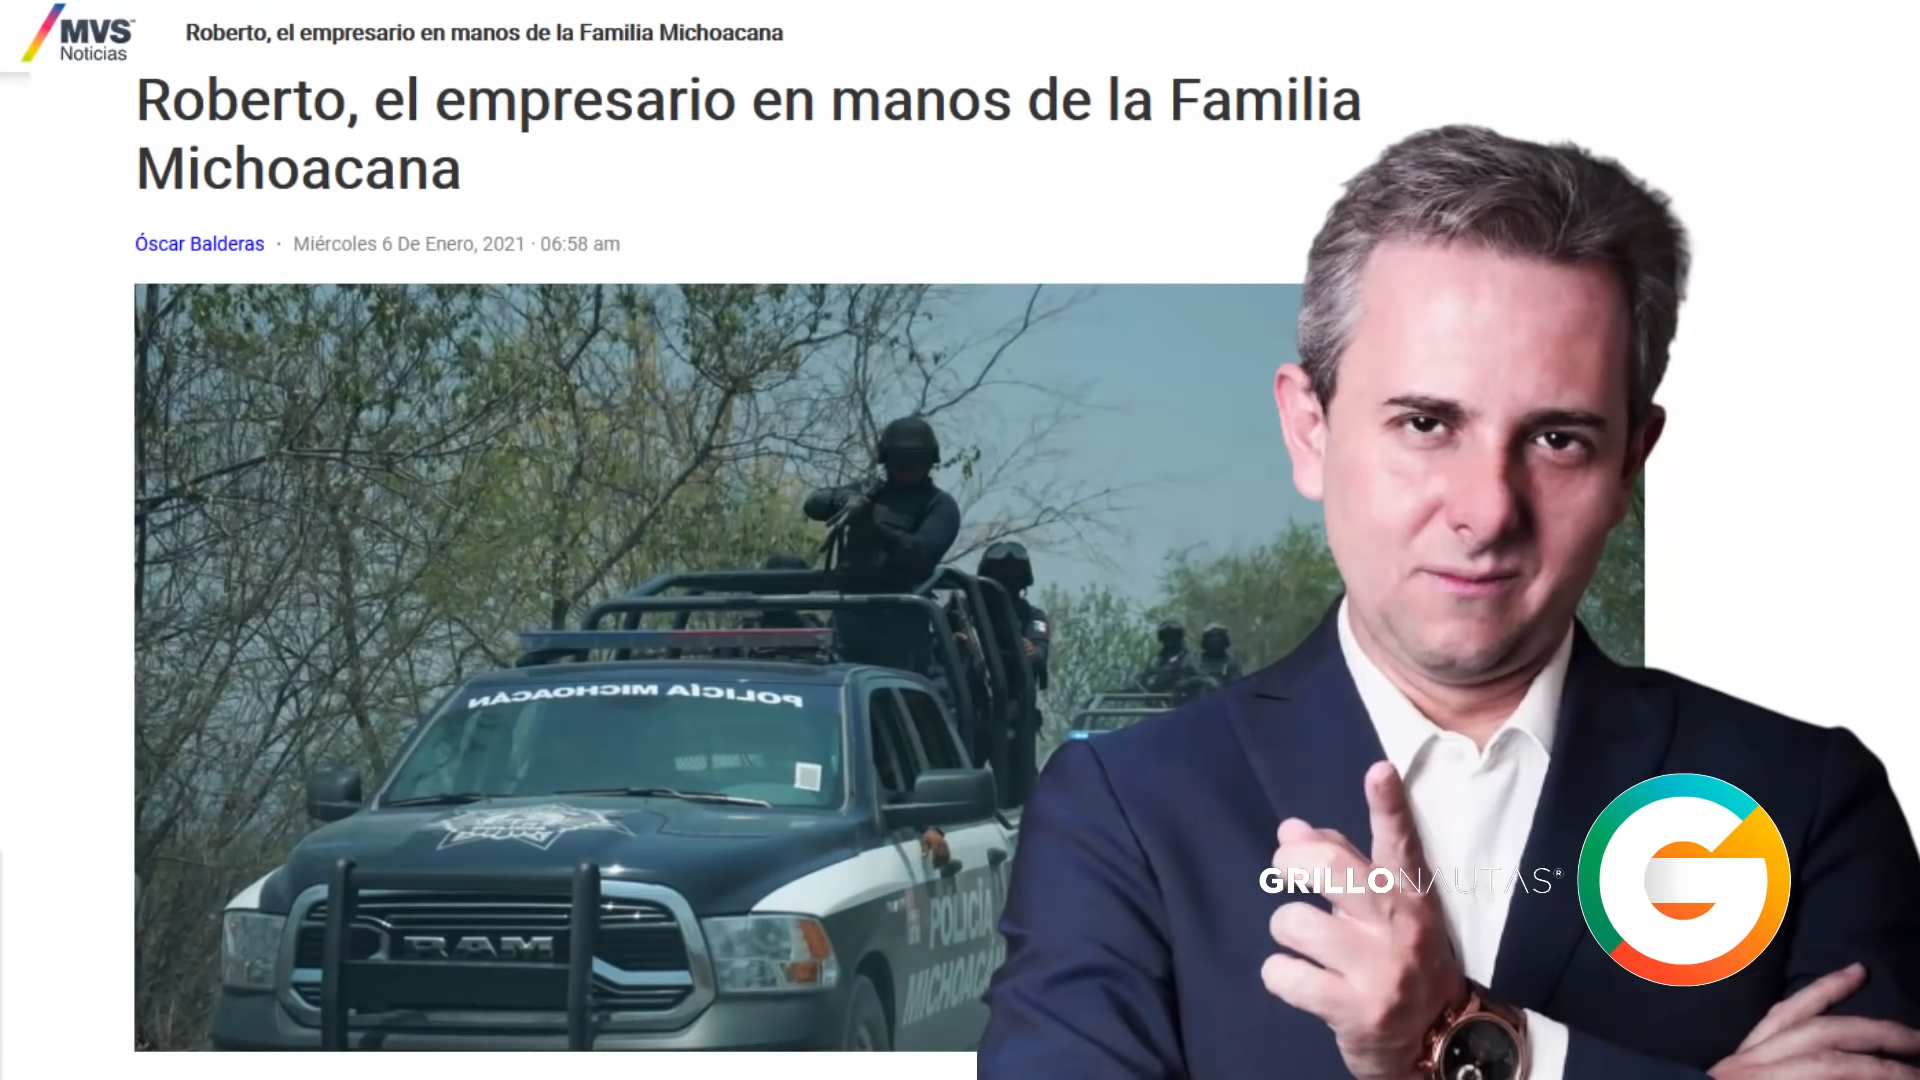 MVS
Noticias
Roberto, el empresario en manos de la Familia Michoacana
Roberto, el empresario en manos de la Familia
Michoacana
Óscar Balderas · Miércoles 6 De Enero, 2021 · 06:58 am
POLICÍA MICHOACÁN
RAM
POLICÍA
MICHOACÁ
GRILLONAUTAS®
G